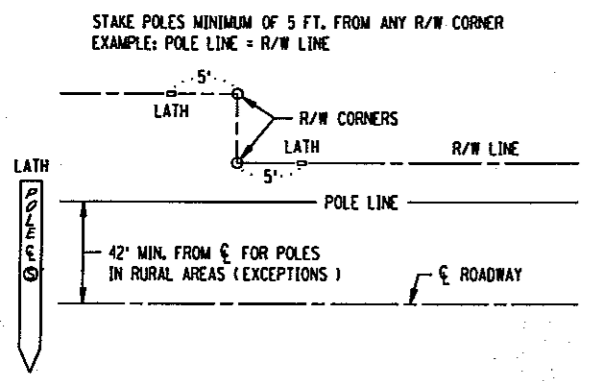 STAKE POLES MINIMUM OF 5 FT. FROM ANY R/W CORNER
EXAMPLE: POLE LINE = R/W LINE
5'
LATH
R/W CORNERS
LATH
R/W LINE
5'
LATH
POLE ℄ Ⓢ
POLE LINE
42' MIN. FROM ℄ FOR POLES
IN RURAL AREAS (EXCEPTIONS)
℄ ROADWAY